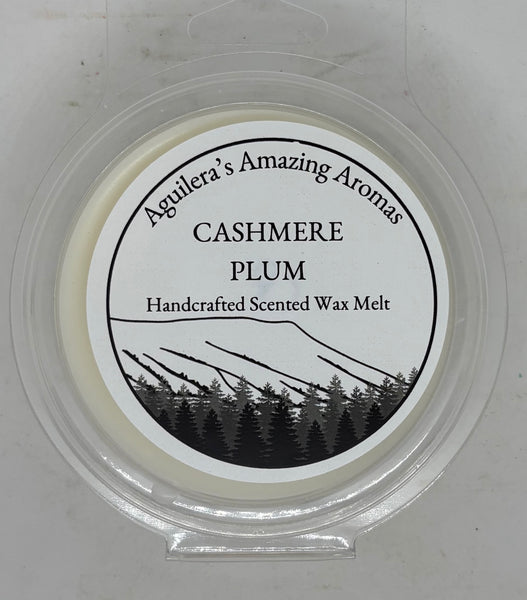 Aguilera's Amazing Aromas
CASHMERE
PLUM
Handcrafted Scented Wax Melt